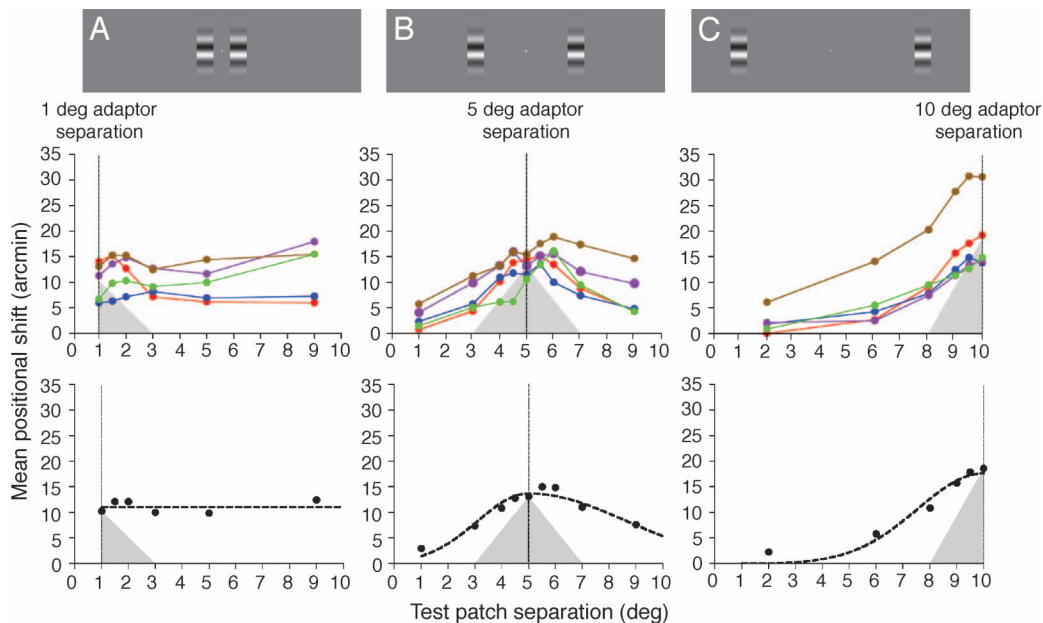 A
B
C
1 deg adaptor
separation
5 deg adaptor
separation
10 deg adaptor
separation
Mean positional shift (arcmin)
35
30
25
20
15
10
5
0
0 1 2 3 4 5 6 7 8 9 10
35
30
25
20
15
10
5
0
0 1 2 3 4 5 6 7 8 9 10
35
30
25
20
15
10
5
0
0 1 2 3 4 5 6 7 8 9 10
35
30
25
20
15
10
5
0
0 1 2 3 4 5 6 7 8 9 10
35
30
25
20
15
10
5
0
0 1 2 3 4 5 6 7 8 9 10
35
30
25
20
15
10
5
0
0 1 2 3 4 5 6 7 8 9 10
Test patch separation (deg)